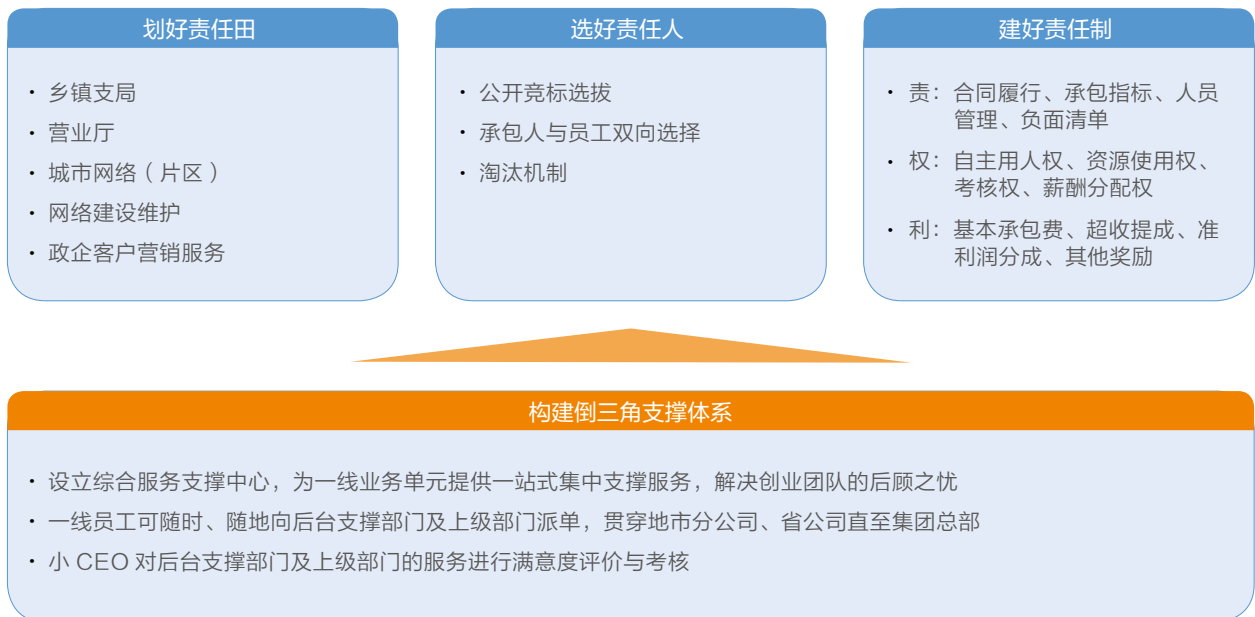 划好责任田
· 乡镇支局
· 营业厅
· 城市网络（片区）
· 网络建设维护
· 政企客户营销服务
选好责任人
· 公开竞标选拔
· 承包人与员工双向选择
· 淘汰机制
建好责任制
· 责：合同履行、承包指标、人员
管理、负面清单
· 权：自主用人权、资源使用权、
考核权、薪酬分配权
· 利：基本承包费、超收提成、准
利润分成、其他奖励
构建倒三角支撑体系
· 设立综合服务支撑中心，为一线业务单元提供一站式集中支撑服务，解决创业团队的后顾之忧
· 一线员工可随时、随地向后台支撑部门及上级部门派单，贯穿地市分公司、省公司直至集团总部
· 小 CEO 对后台支撑部门及上级部门的服务进行满意度评价与考核